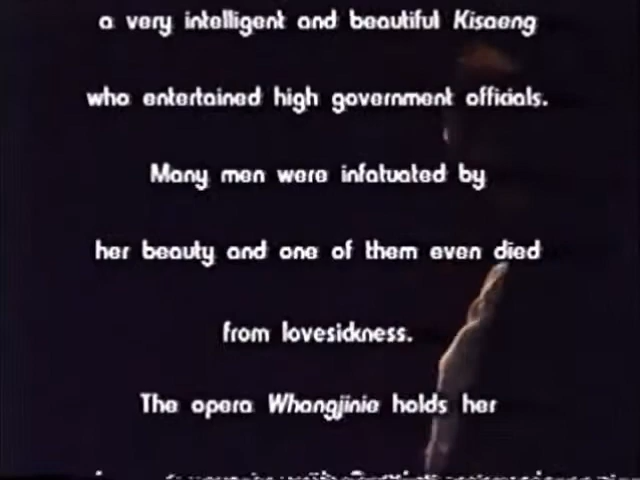 a very intelligent and beautiful Kisaeng
who entertained high government officials.
Many men were infatuated by
her beauty and one of them even died
from lovesickness.
The opera Whangjinie holds her